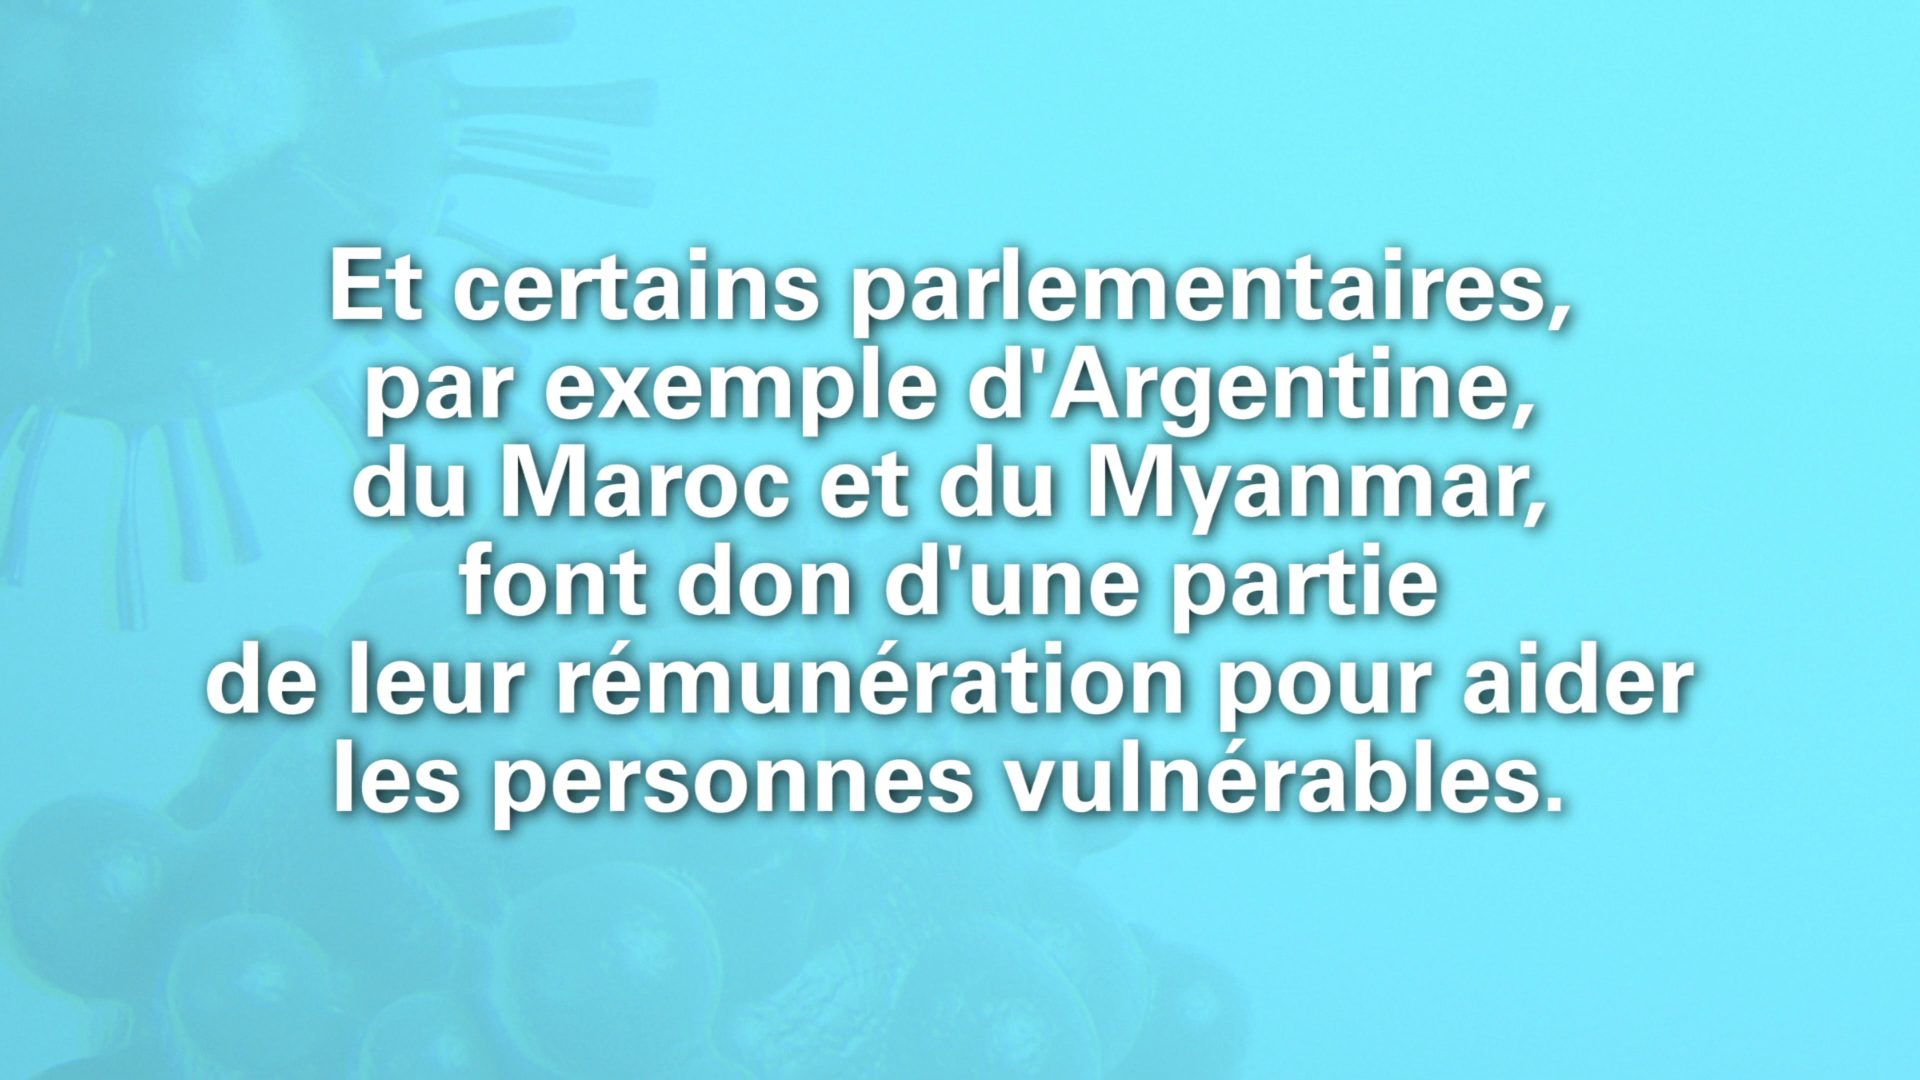 Et certains parlementaires,
par exemple d'Argentine,
du Maroc et du Myanmar,
font don d'une partie
de leur rémunération pour aider
les personnes vulnérables.